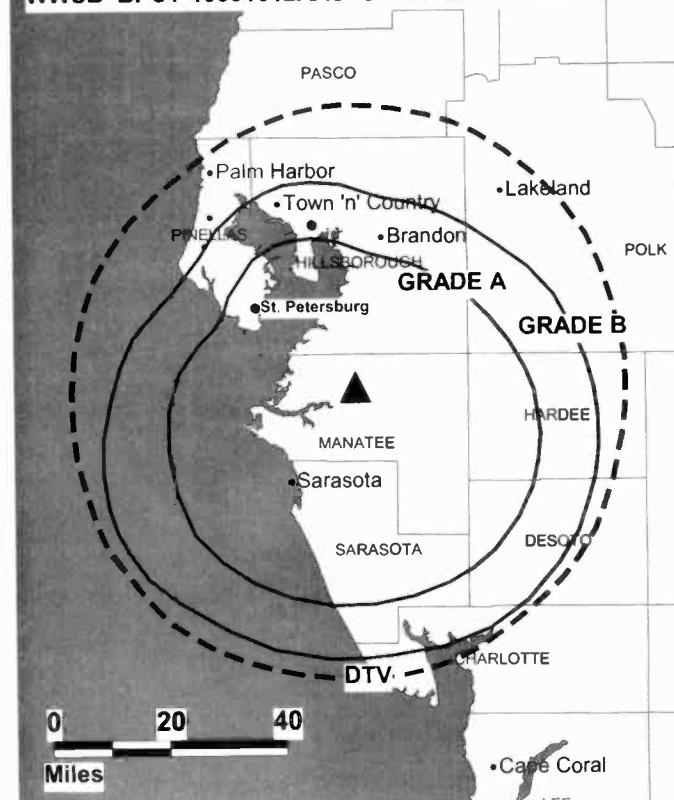 PASCO
Palm Harbor
Lakeland
Town 'n' Country
PINELLAS
Brandon
HILLSBOROUGH
POLK
GRADE A
St. Petersburg
GRADE B
HARDEE
MANATEE
Sarasota
SARASOTA
DESOTO
CHARLOTTE
DTV
0 20 40
Miles
Cape Coral
LEE